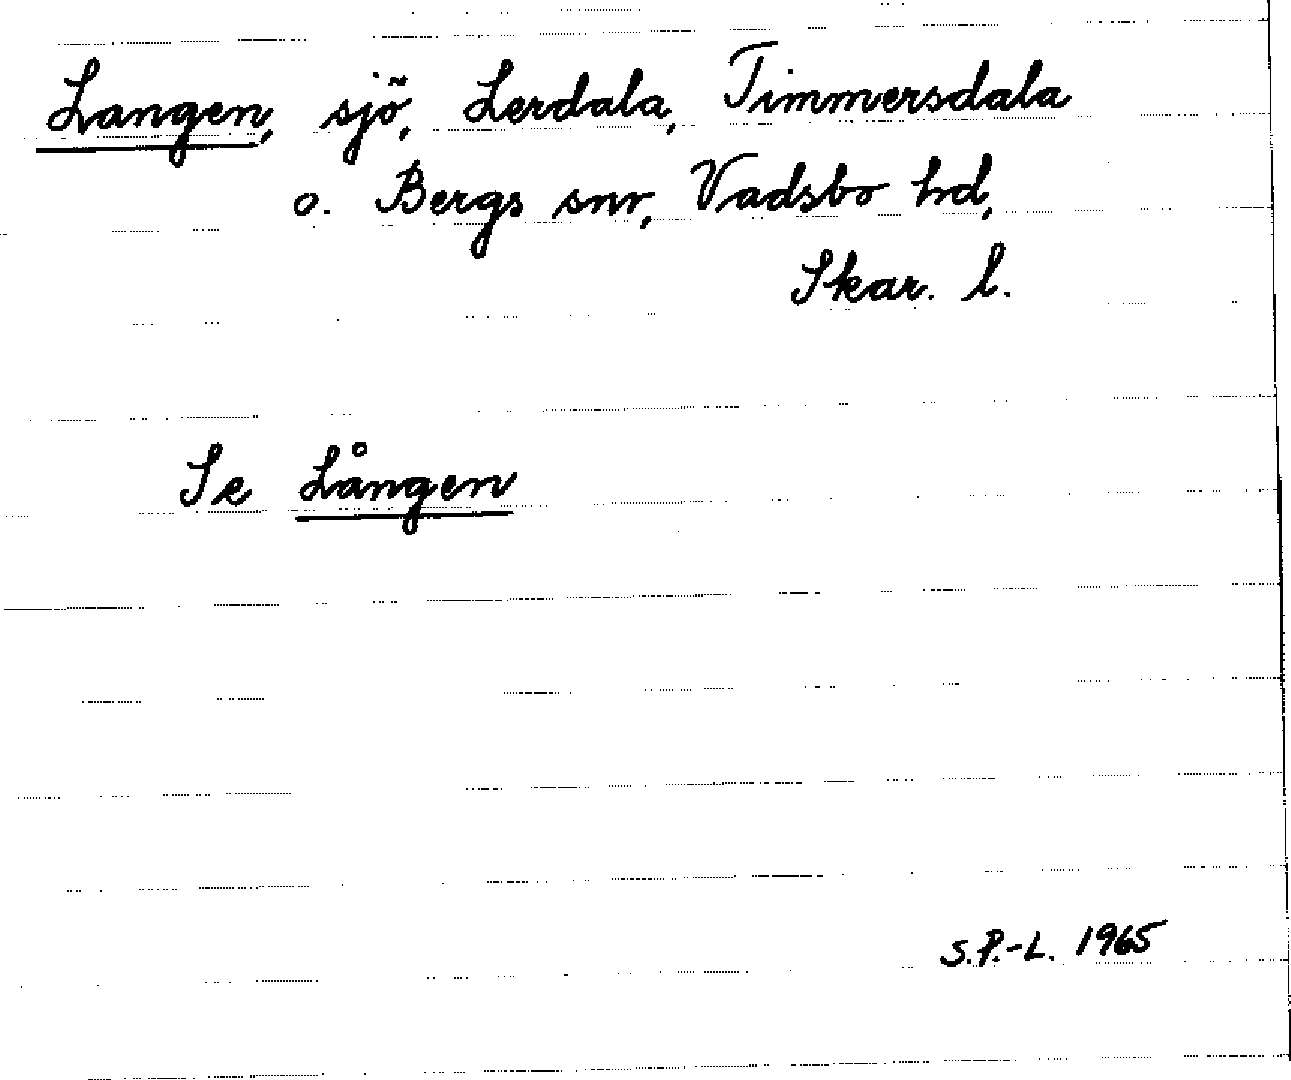 Langen, sjö, Lerdala, Timmersdala
o. Bergs snr, Vadsbo hd,
Skar. l.
Se Lången
S.P.-L. 1965